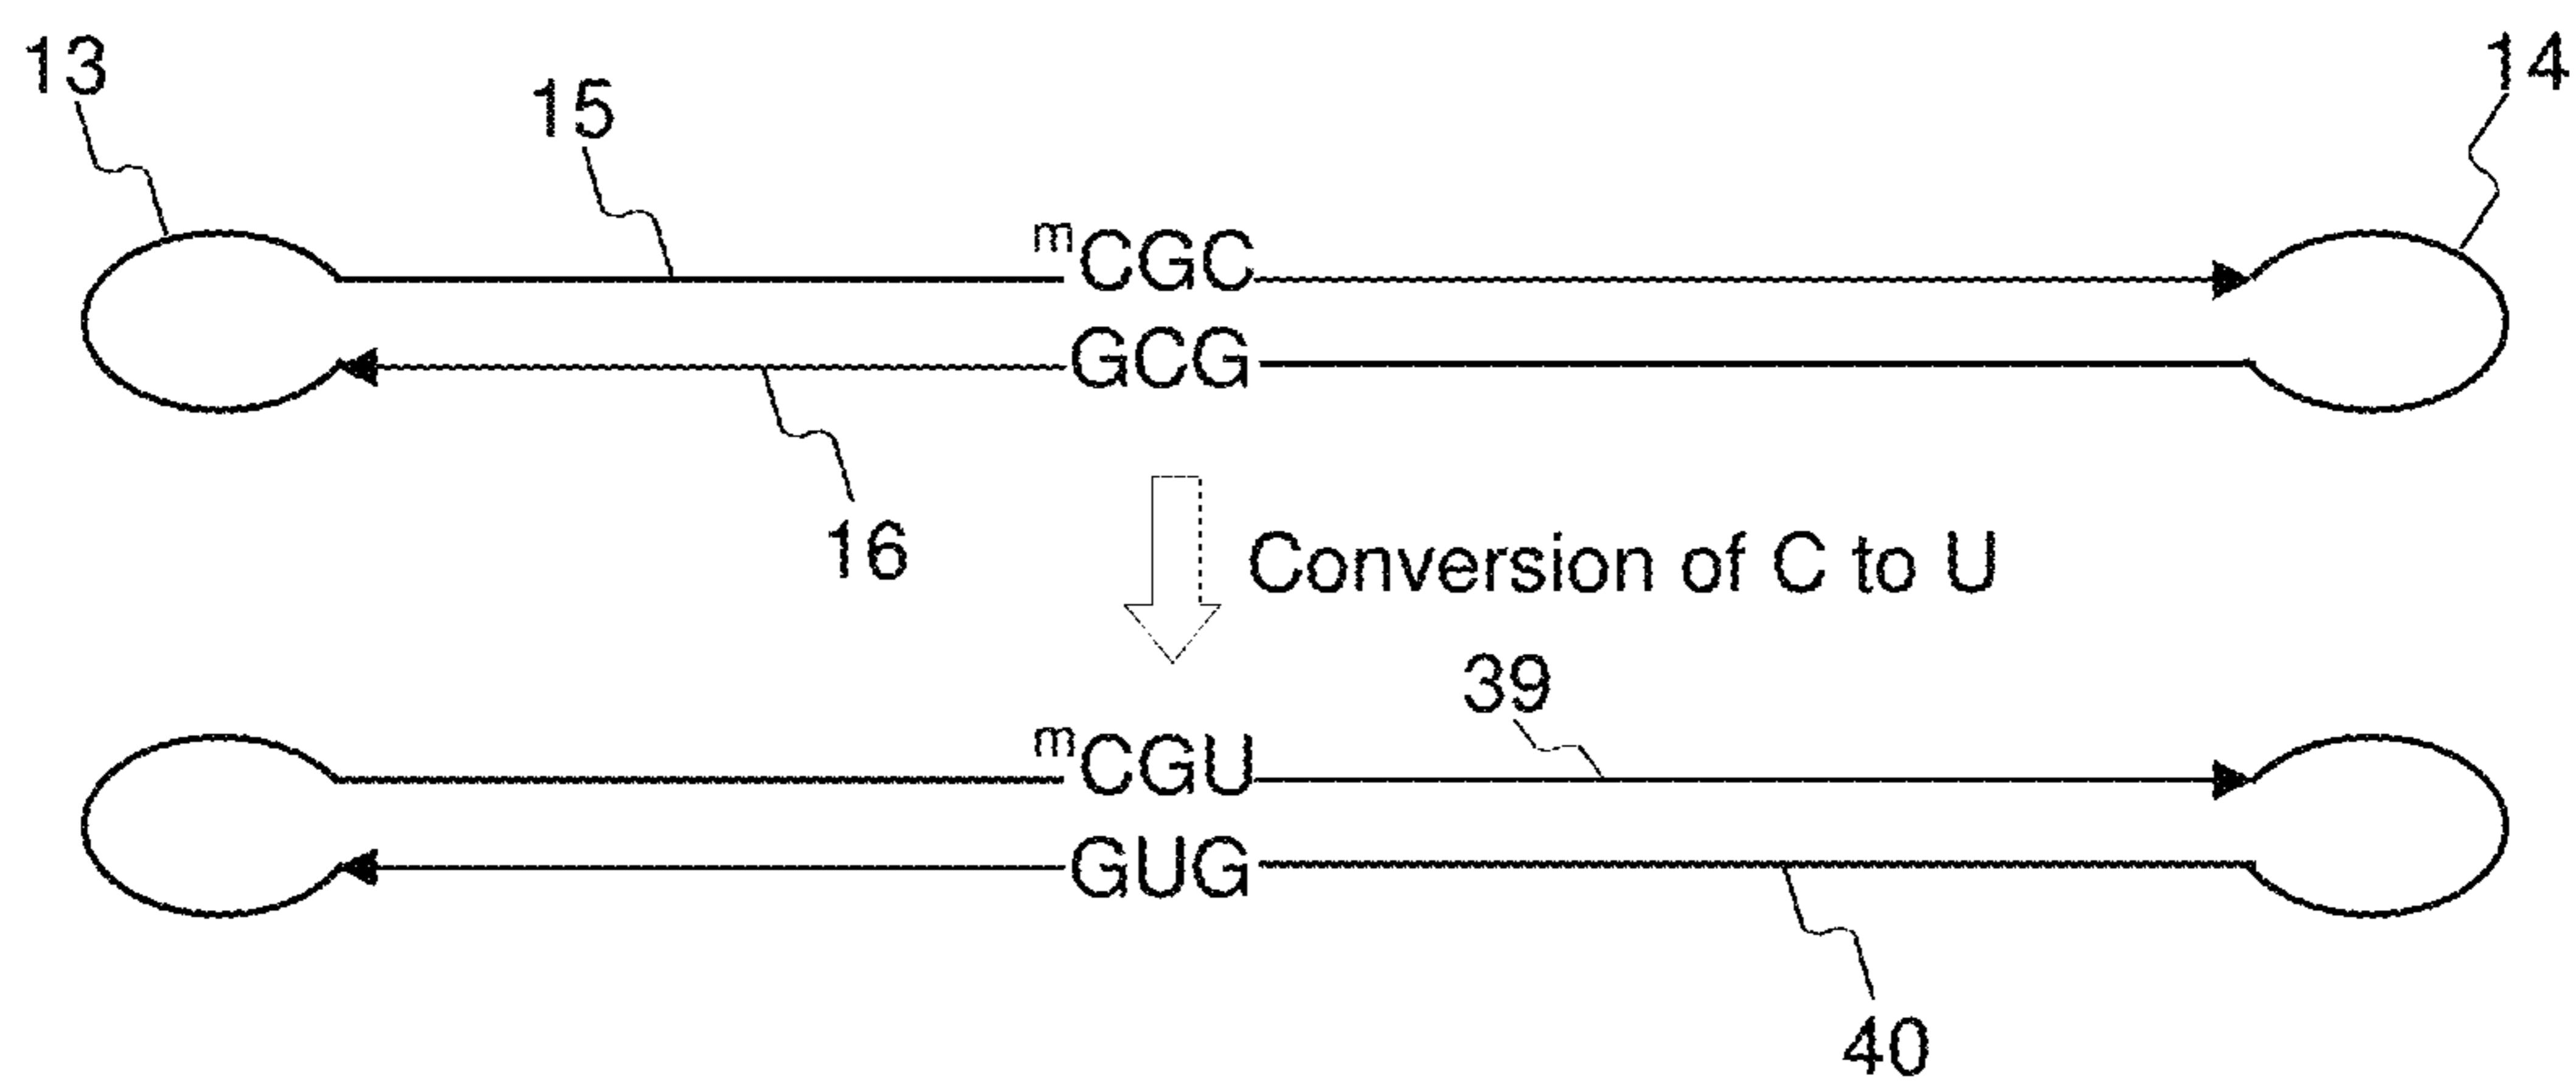 13
14
15
ᵐCGC
GCG
16
Conversion of C to U
39
ᵐCGU
GUG
40